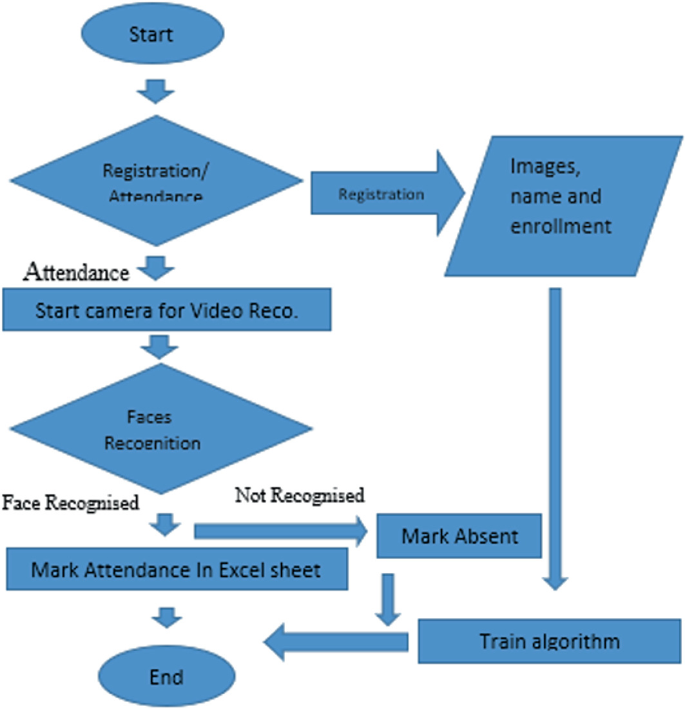 Start
Registration/
Attendance
Registration
Images,
name and
enrollment
Attendance
Start camera for Video Reco.
Faces
Recognition
Face Recognised
Not Recognised
Mark Absent
Mark Attendance In Excel sheet
Train algorithm
End